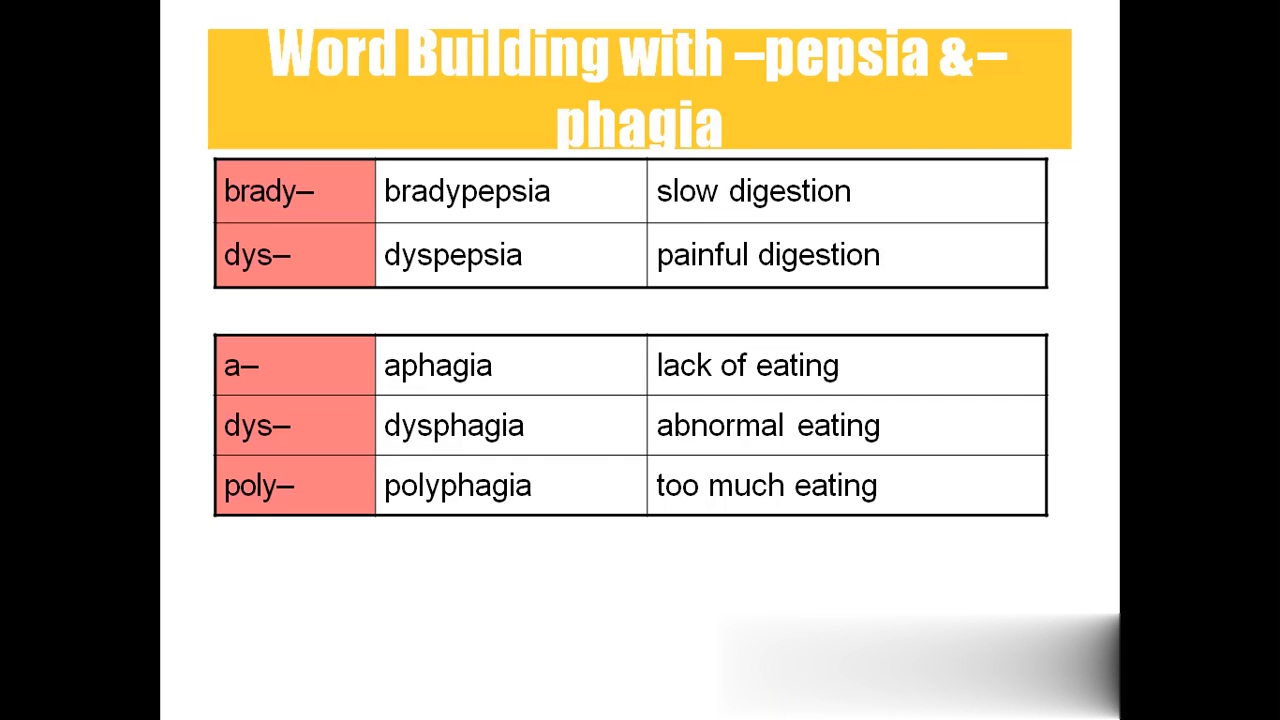 Word Building with –pepsia &–
phagia
brady– bradypepsia slow digestion
dys– dyspepsia painful digestion
a– aphagia lack of eating
dys– dysphagia abnormal eating
poly– polyphagia too much eating